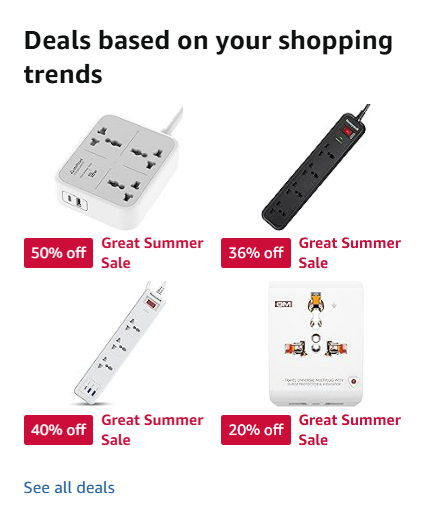 Deals based on your shopping
trends
50% off
Great Summer
Sale
36% off
Great Summer
Sale
GM
40% off
Great Summer
Sale
20% off
Great Summer
Sale
See all deals